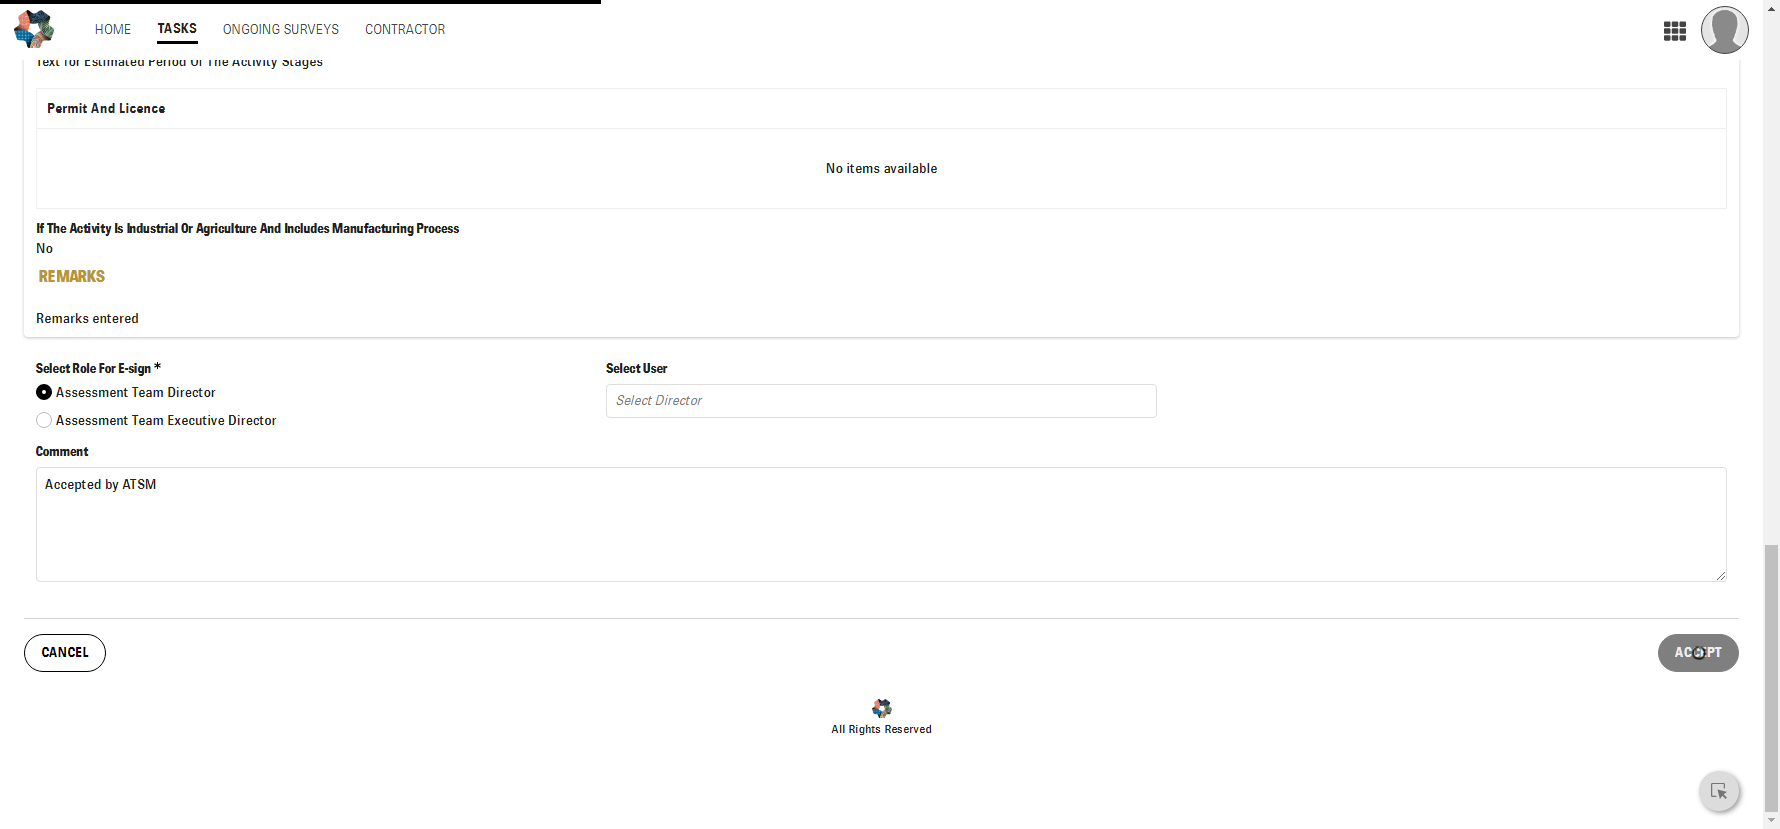 HOME TASKS ONGOING SURVEYS CONTRACTOR
Text for Estimated Period Of The Activity Stages
Permit And Licence
No items available
If The Activity Is Industrial Or Agriculture And Includes Manufacturing Process
No
REMARKS
Remarks entered
Select Role For E-sign *
Assessment Team Director
Assessment Team Executive Director
Select User
Select Director
Comment
Accepted by ATSM
CANCEL
ACCEPT
All Rights Reserved